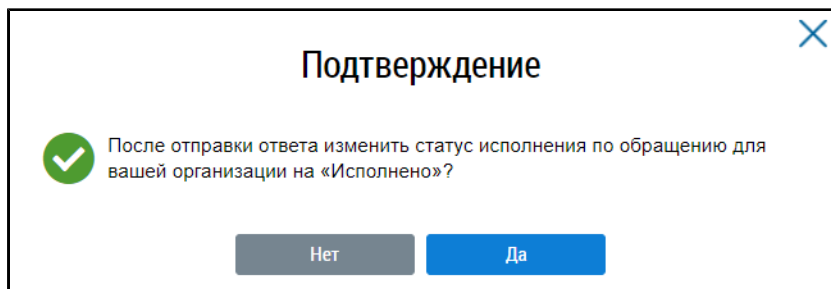 Подтверждение
После отправки ответа изменить статус исполнения по обращению для
вашей организации на «Исполнено»?
Нет
Да